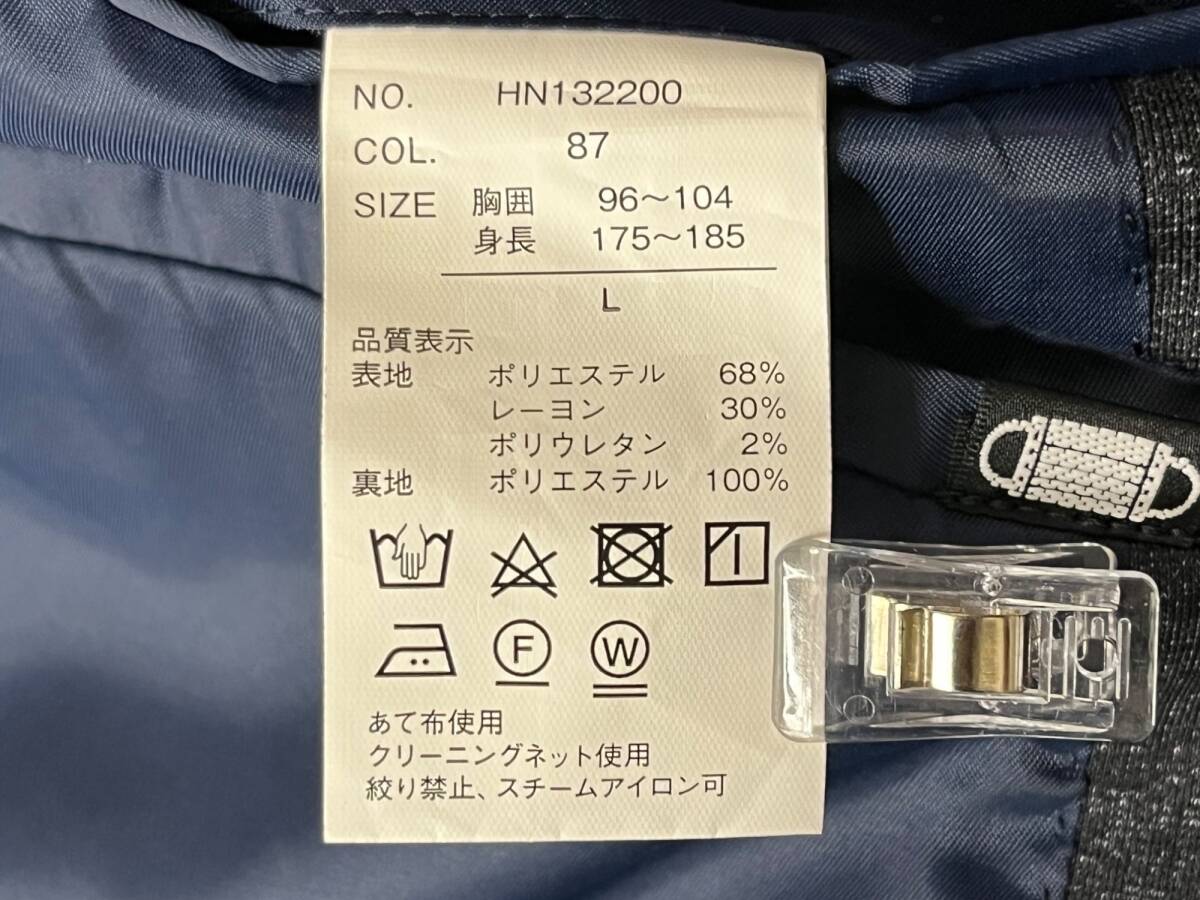 NO. HN132200
COL. 87
SIZE 胸囲 96〜104
身長 175〜185
L
品質表示
表地 ポリエステル 68%
レーヨン 30%
ポリウレタン 2%
裏地 ポリエステル 100%
F W
あて布使用
クリーニングネット使用
絞り禁止、スチームアイロン可